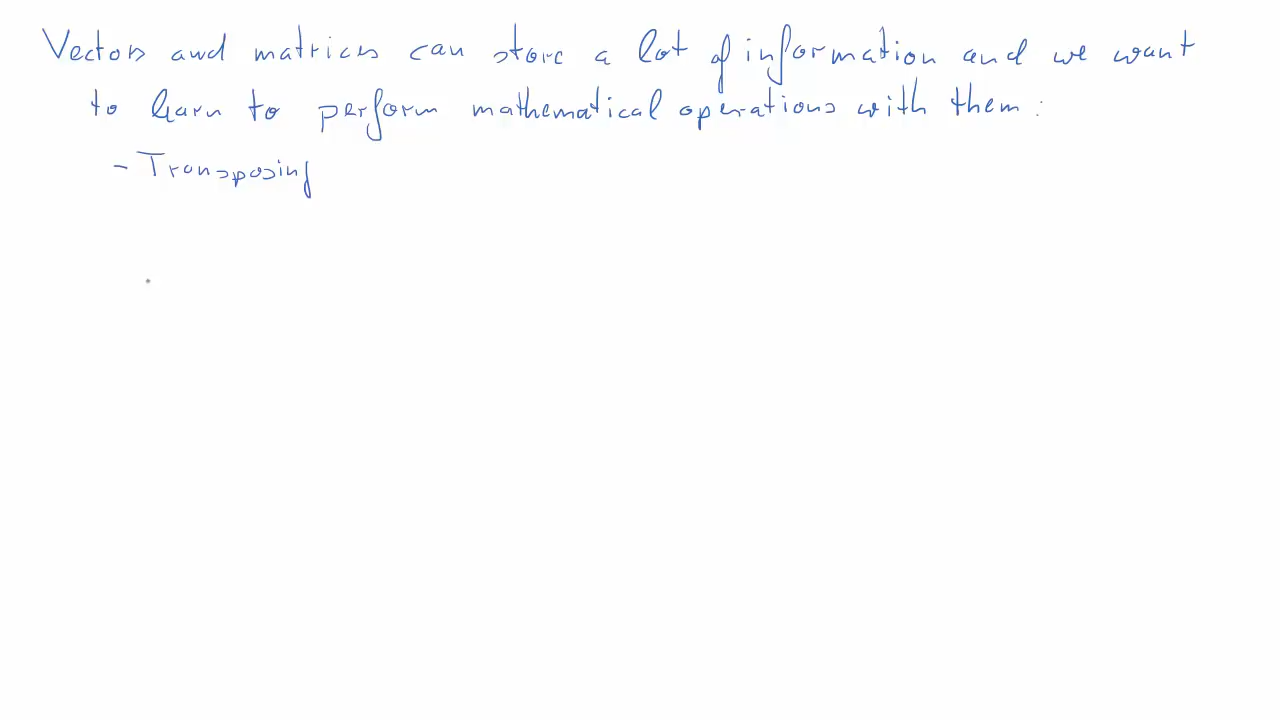 Vectors and matrices can store a lot of information and we want
to learn to perform mathematical operations with them:
- Transposing